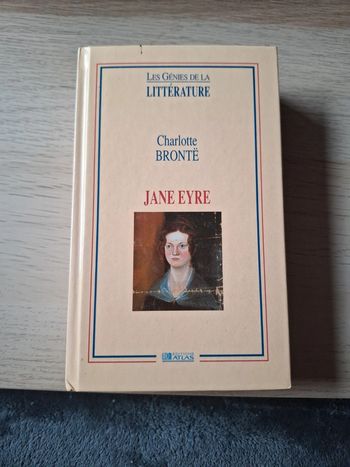 LES GÉNIES DE LA
LITTÉRATURE
Charlotte
BRONTË
JANE EYRE
ATLAS